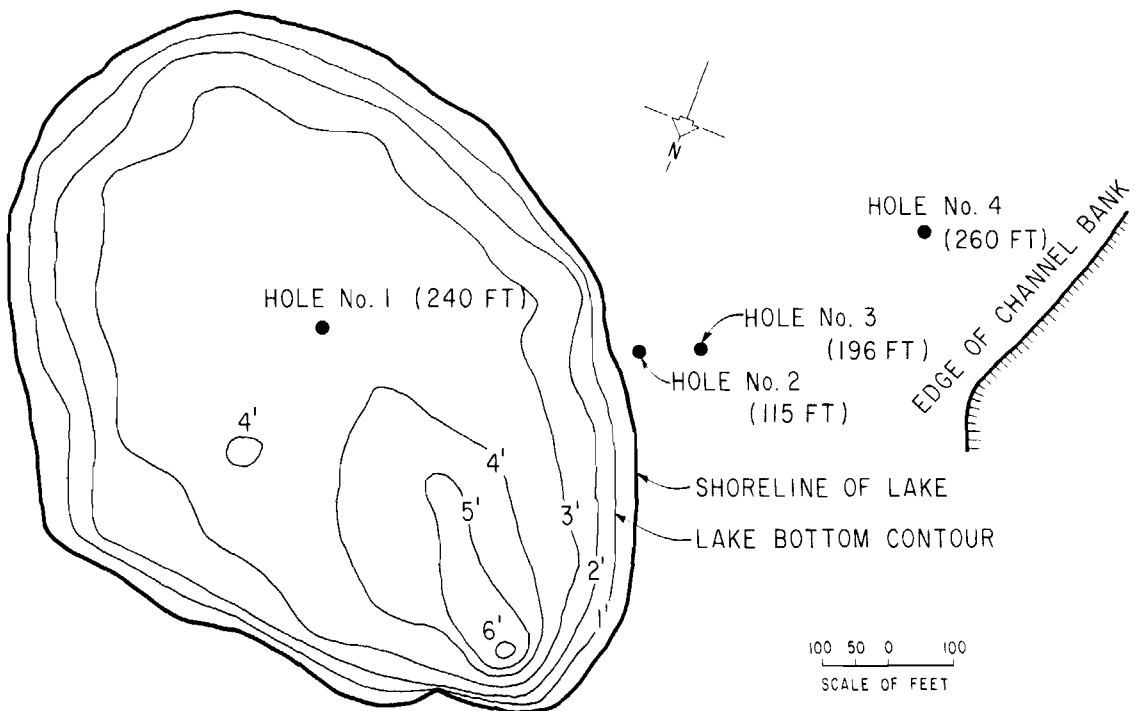 N
HOLE No. 4
(260 FT)
EDGE OF CHANNEL BANK
HOLE No. 1 (240 FT)
HOLE No. 3
(196 FT)
HOLE No. 2
(115 FT)
4'
4'
5'
3'
SHORELINE OF LAKE
LAKE BOTTOM CONTOUR
2'
1'
6'
100 50 0 100
SCALE OF FEET